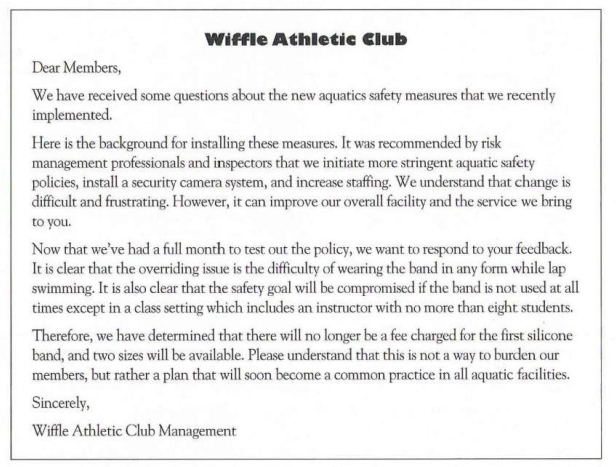 Wiffle Athletic Club
Dear Members,
We have received some questions about the new aquatics safety measures that we recently
implemented.
Here is the background for installing these measures. It was recommended by risk
management professionals and inspectors that we initiate more stringent aquatic safety
policies, install a security camera system, and increase staffing. We understand that change is
difficult and frustrating. However, it can improve our overall facility and the service we bring
to you.
Now that we've had a full month to test out the policy, we want to respond to your feedback.
It is clear that the overriding issue is the difficulty of wearing the band in any form while lap
swimming. It is also clear that the safety goal will be compromised if the band is not used at all
times except in a class setting which includes an instructor with no more than eight students.
Therefore, we have determined that there will no longer be a fee charged for the first silicone
band, and two sizes will be available. Please understand that this is not a way to burden our
members, but rather a plan that will soon become a common practice in all aquatic facilities.
Sincerely,
Wiffle Athletic Club Management